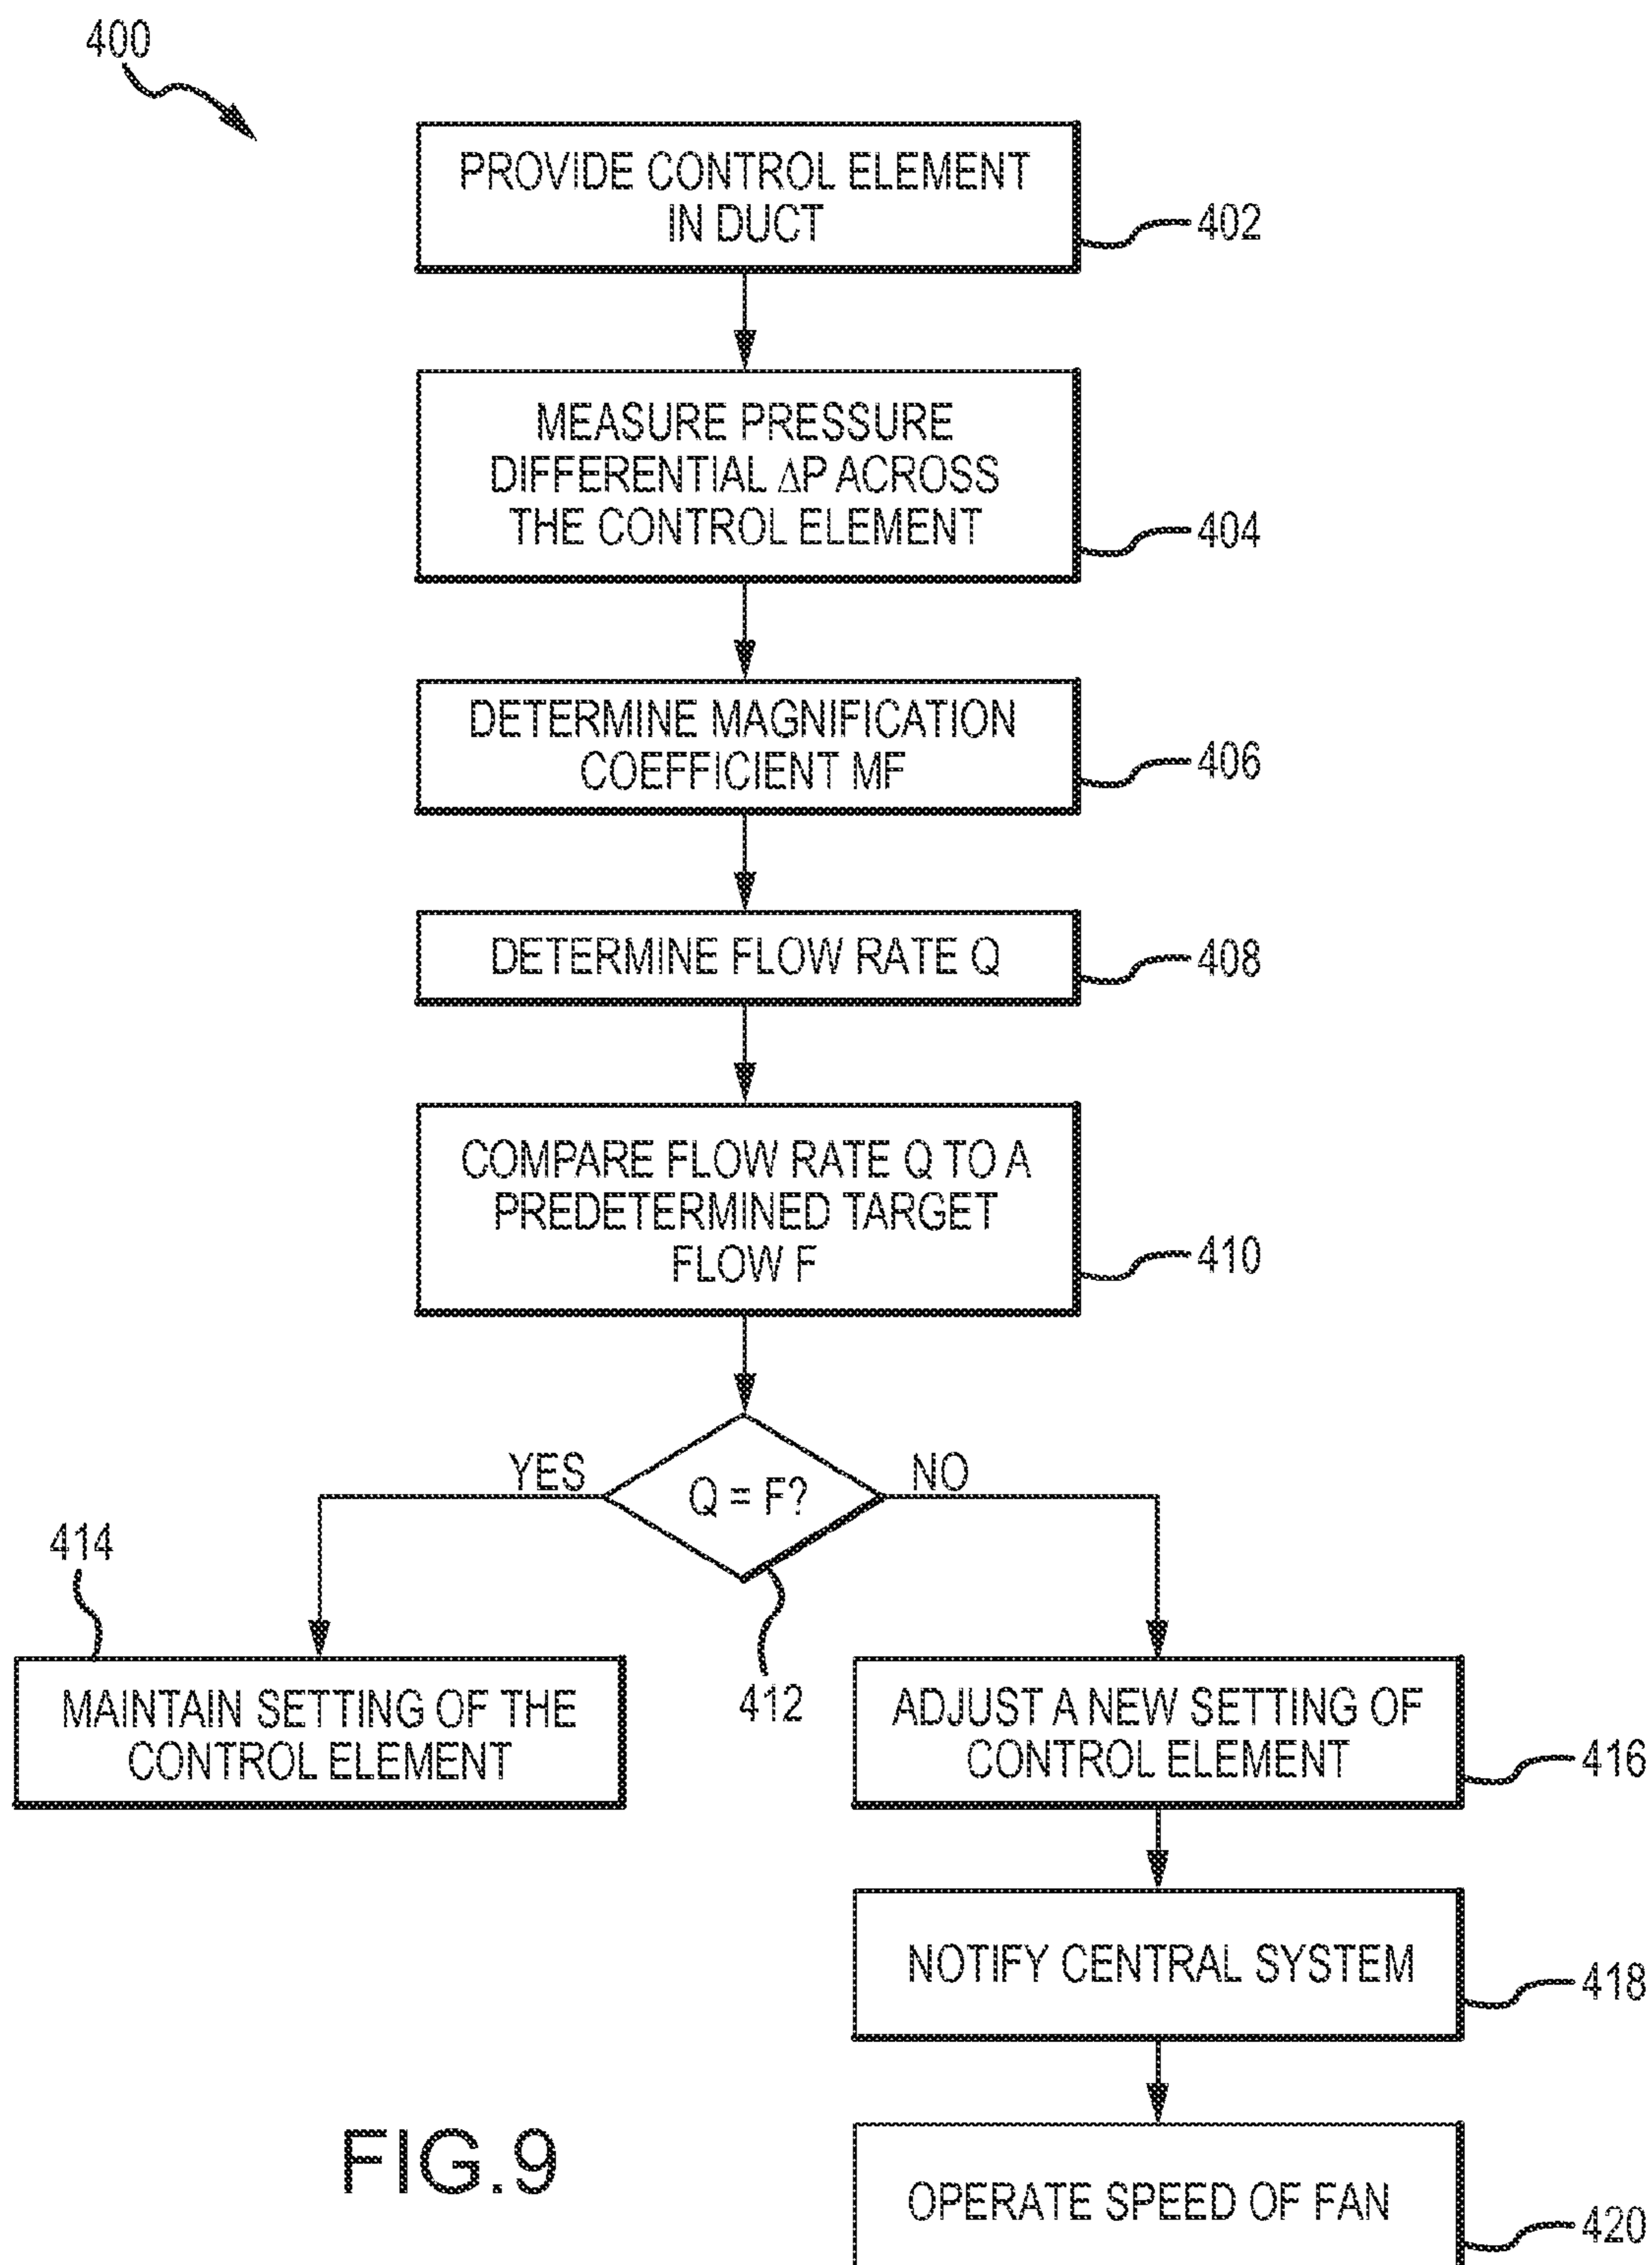 400
PROVIDE CONTROL ELEMENT
IN DUCT
402
MEASURE PRESSURE
DIFFERENTIAL ΔP ACROSS
THE CONTROL ELEMENT
404
DETERMINE MAGNIFICATION
COEFFICIENT MF
406
DETERMINE FLOW RATE Q
408
COMPARE FLOW RATE Q TO A
PREDETERMINED TARGET
FLOW F
410
YES
Q = F?
NO
412
414
MAINTAIN SETTING OF THE
CONTROL ELEMENT
ADJUST A NEW SETTING OF
CONTROL ELEMENT
416
NOTIFY CENTRAL SYSTEM
418
OPERATE SPEED OF FAN
420
FIG.9